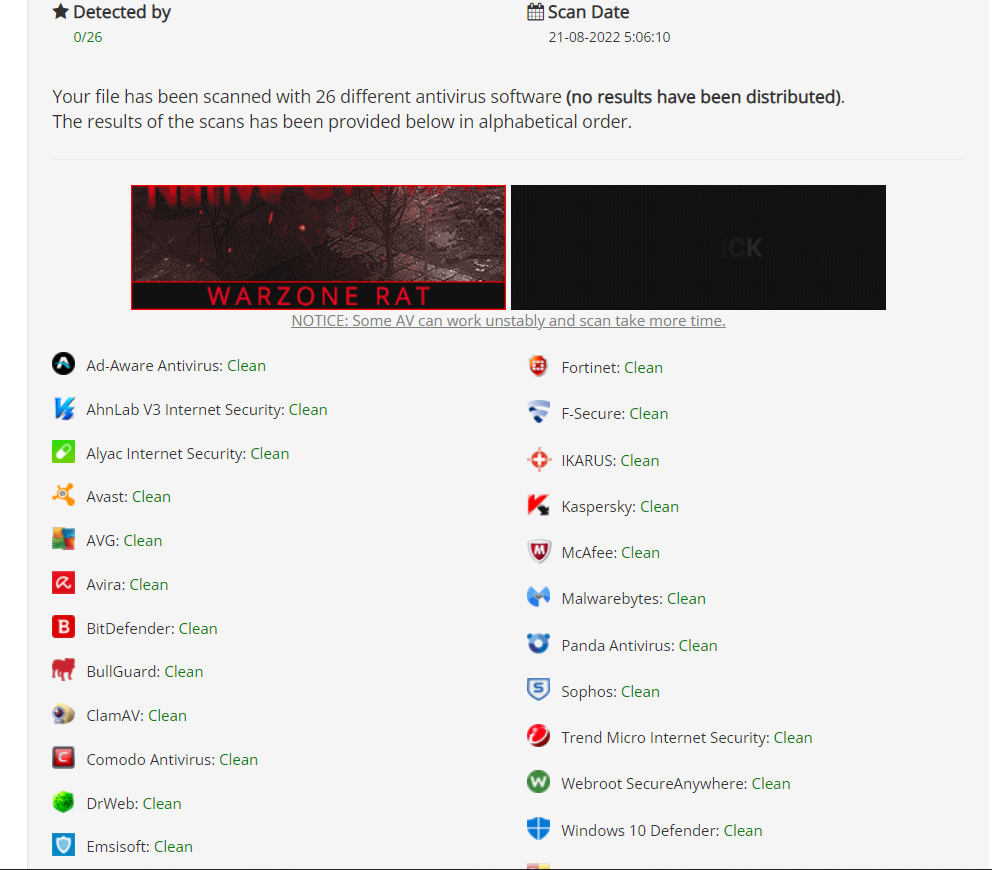 Detected by
0/26
Scan Date
21-08-2022 5:06:10
Your file has been scanned with 26 different antivirus software (no results have been distributed).
The results of the scans has been provided below in alphabetical order.
WARZONE RAT
NOTICE: Some AV can work unstably and scan take more time.
Ad-Aware Antivirus: Clean
AhnLab V3 Internet Security: Clean
Alyac Internet Security: Clean
Avast: Clean
AVG: Clean
Avira: Clean
BitDefender: Clean
BullGuard: Clean
ClamAV: Clean
Comodo Antivirus: Clean
DrWeb: Clean
Emsisoft: Clean
Fortinet: Clean
F-Secure: Clean
IKARUS: Clean
Kaspersky: Clean
McAfee: Clean
Malwarebytes: Clean
Panda Antivirus: Clean
Sophos: Clean
Trend Micro Internet Security: Clean
Webroot SecureAnywhere: Clean
Windows 10 Defender: Clean